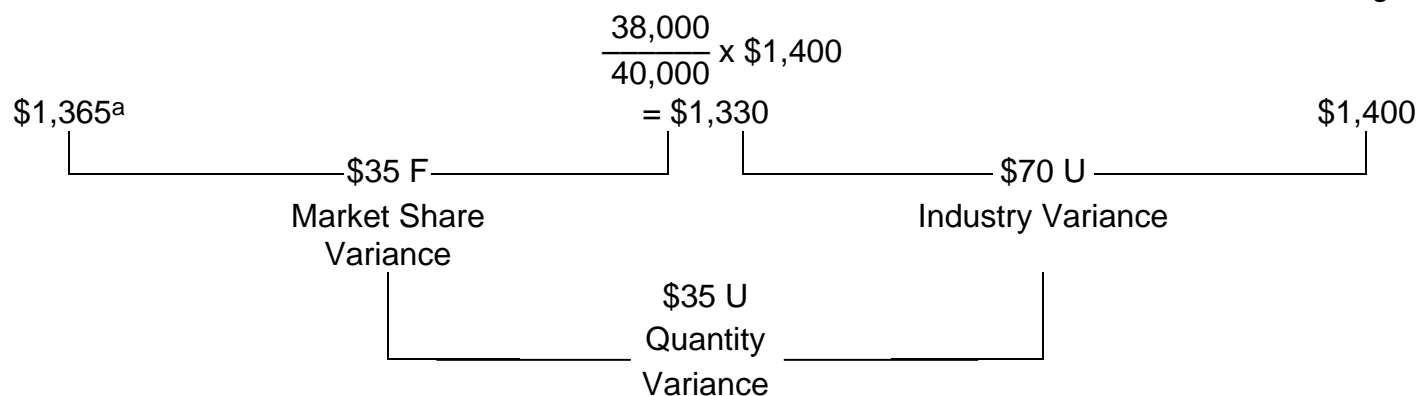 38,000
40,000 x $1,400
$1,365a = $1,330 $1,400
$35 F $70 U
Market Share Industry Variance
Variance
$35 U
Quantity
Variance